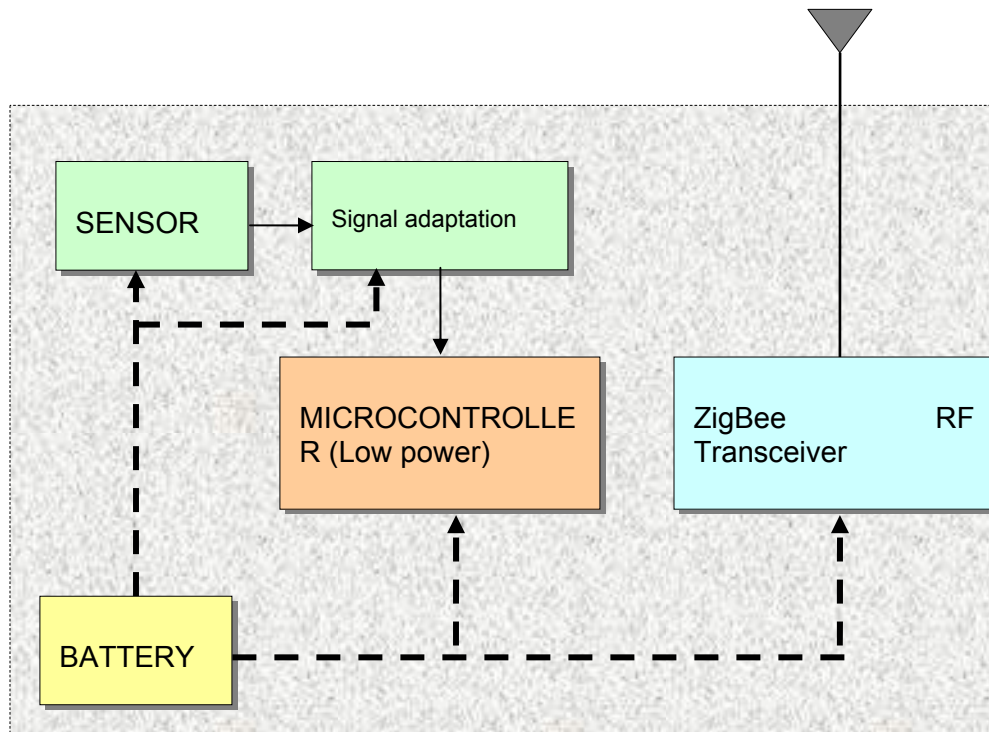 SENSOR
Signal adaptation
MICROCONTROLLE
R (Low power)
ZigBee RF
Transceiver
BATTERY